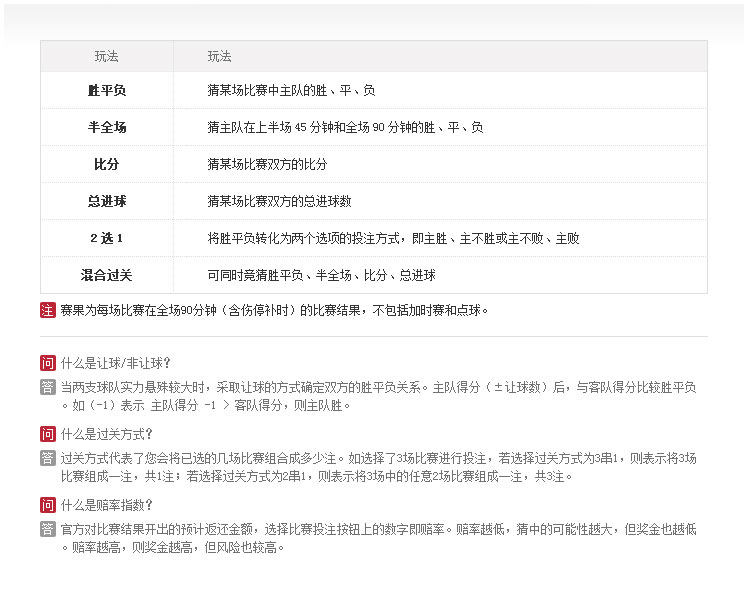 玩法 玩法
胜平负 猜某场比赛中主队的胜、平、负
半全场 猜主队在上半场 45 分钟和全场 90 分钟的胜、平、负
比分 猜某场比赛双方的比分
总进球 猜某场比赛双方的总进球数
2 选 1 将胜平负转化为两个选项的投注方式，即主胜、主不胜或主不败、主败
混合过关 可同时竞猜胜平负、半全场、比分、总进球
注 赛果为每场比赛在全场90分钟（含伤停补时）的比赛结果，不包括加时赛和点球。
问 什么是让球/非让球?
答 当两支球队实力悬殊较大时，采取让球的方式确定双方的胜平负关系。主队得分（±让球数）后，与客队得分比较胜平负
。如（-1）表示 主队得分 -1 > 客队得分，则主队胜。
问 什么是过关方式?
答 过关方式代表了您会将已选的几场比赛组合成多少注。如选择了3场比赛进行投注，若选择过关方式为3串1，则表示将3场
比赛组成一注，共1注；若选择过关方式为2串1，则表示将3场中的任意2场比赛组成一注，共3注。
问 什么是赔率指数?
答 官方对比赛结果开出的预计返还金额，选择比赛投注按钮上的数字即赔率。赔率越低，猜中的可能性越大，但奖金也越低
。赔率越高，则奖金越高，但风险也较高。